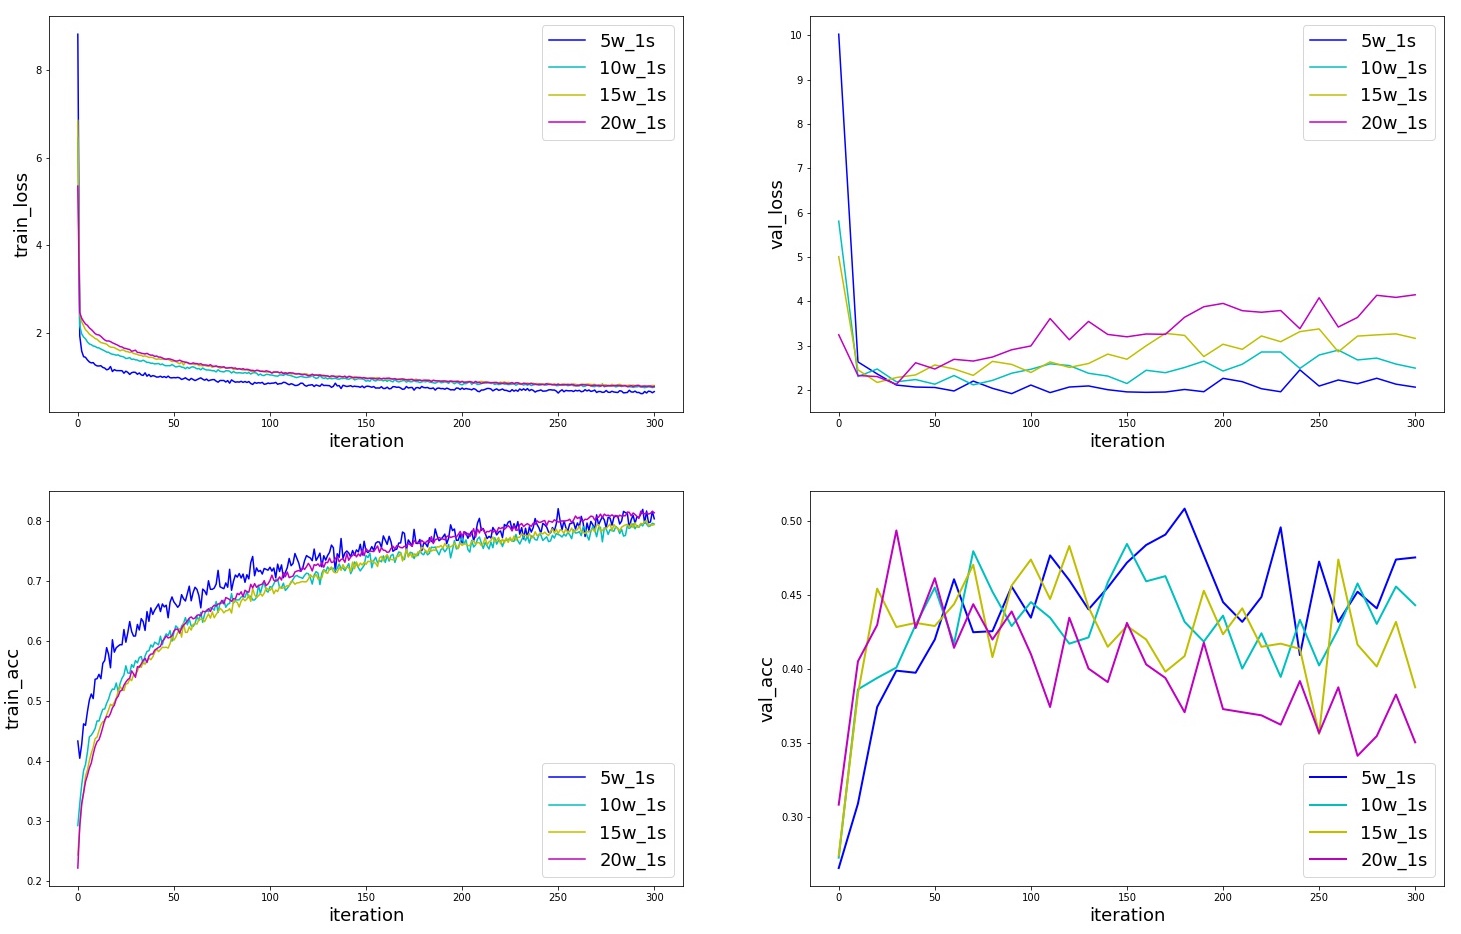 train_loss
8
6
4
2
0
50
100
150
200
250
300
iteration
5w_1s
10w_1s
15w_1s
20w_1s
val_loss
10
9
8
7
6
5
4
3
2
0
50
100
150
200
250
300
iteration
5w_1s
10w_1s
15w_1s
20w_1s
train_acc
0.8
0.7
0.6
0.5
0.4
0.3
0.2
0
50
100
150
200
250
300
iteration
5w_1s
10w_1s
15w_1s
20w_1s
val_acc
0.50
0.45
0.40
0.35
0.30
0
50
100
150
200
250
300
iteration
5w_1s
10w_1s
15w_1s
20w_1s